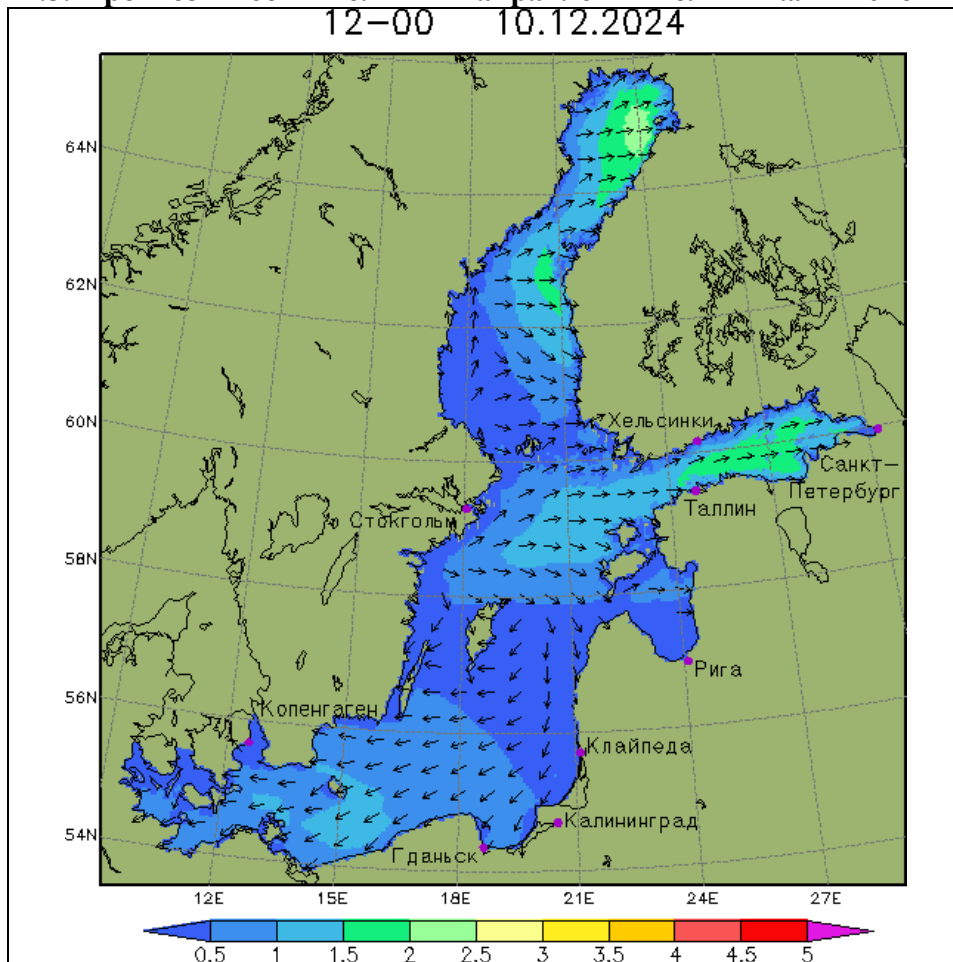 12-00 10.12.2024
64N
62N
60N
58N
56N
54N
Хельсинки
Санкт-
Петербург
Таллин
Стокгольм
Рига
Копенгаген
Клайпеда
Калининград
Гданьск
12E 15E 18E 21E 24E 27E
0.5 1 1.5 2 2.5 3 3.5 4 4.5 5